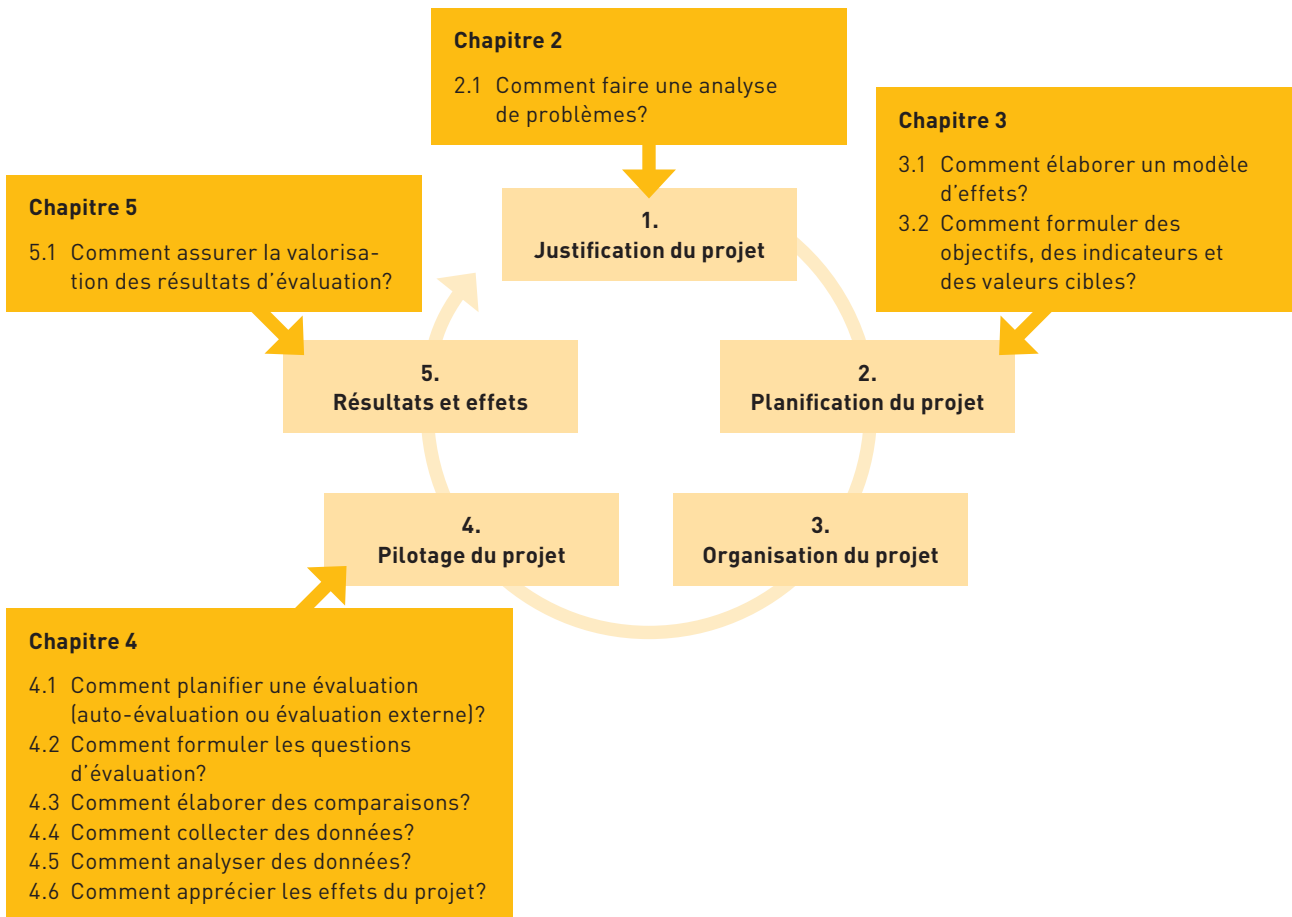 Chapitre 2
2.1 Comment faire une analyse
de problèmes?
Chapitre 3
3.1 Comment élaborer un modèle
d'effets?
3.2 Comment formuler des
objectifs, des indicateurs et
des valeurs cibles?
Chapitre 5
5.1 Comment assurer la valorisa-
tion des résultats d’évaluation?
1.
Justification du projet
5.
Résultats et effets
2.
Planification du projet
4.
Pilotage du projet
3.
Organisation du projet
Chapitre 4
4.1 Comment planifier une évaluation
(auto-évaluation ou évaluation externe)?
4.2 Comment formuler les questions
d’évaluation?
4.3 Comment élaborer des comparaisons?
4.4 Comment collecter des données?
4.5 Comment analyser des données?
4.6 Comment apprécier les effets du projet?